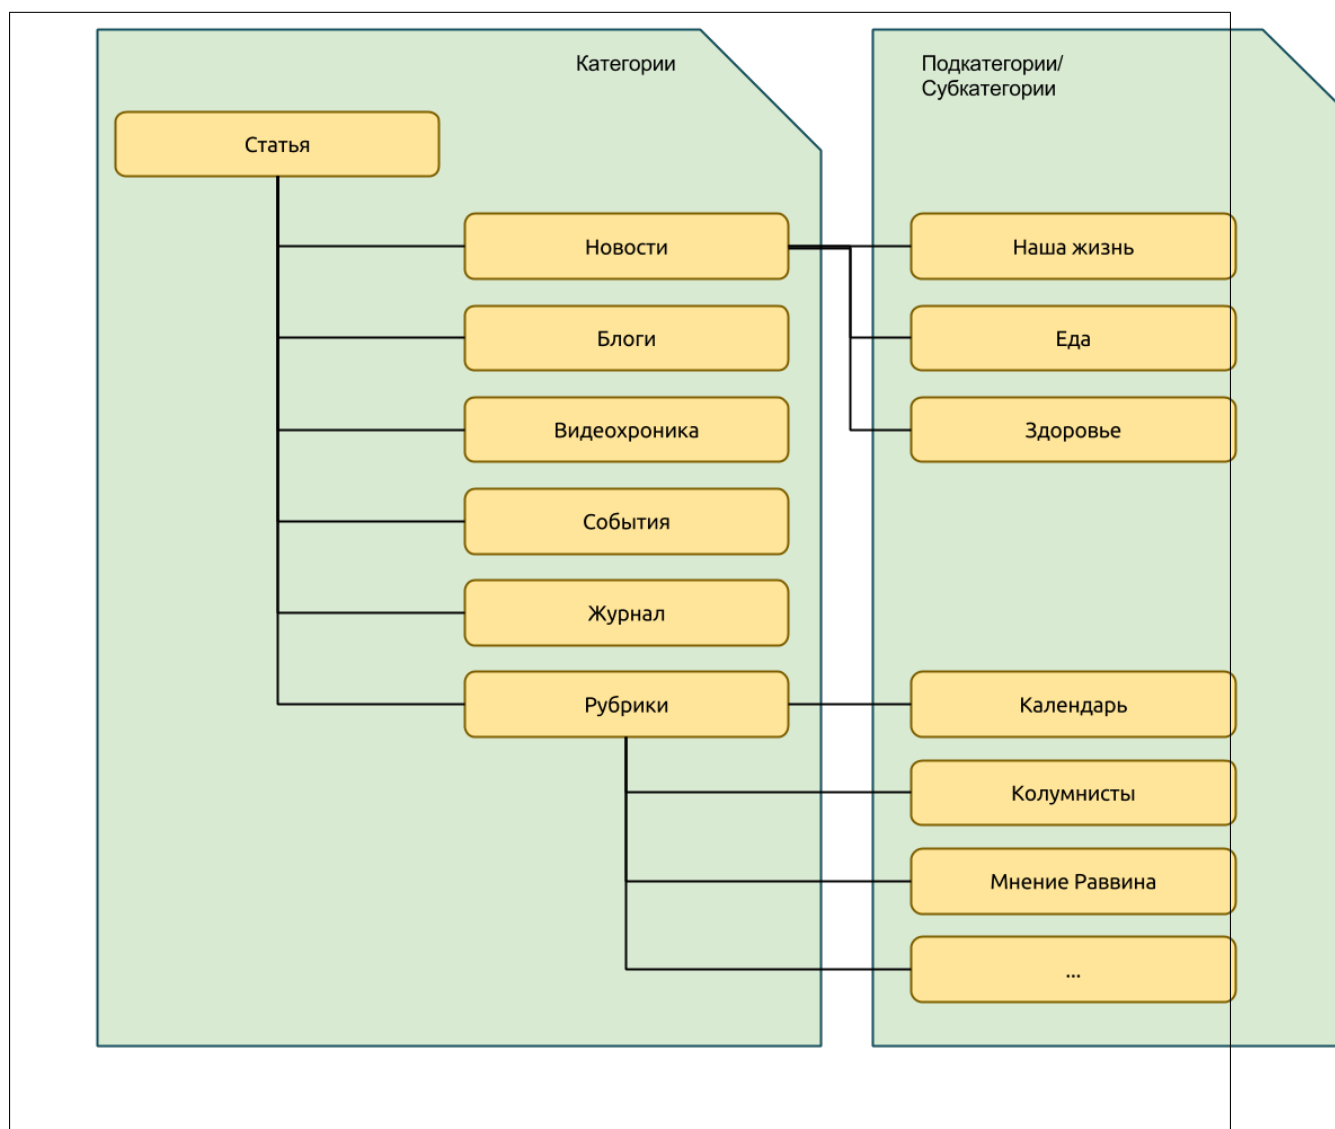 Категории
Подкатегории/
Субкатегории
Статья
Новости
Наша жизнь
Блоги
Еда
Видеохроника
Здоровье
События
Журнал
Рубрики
Календарь
Колумнисты
Мнение Раввина
...